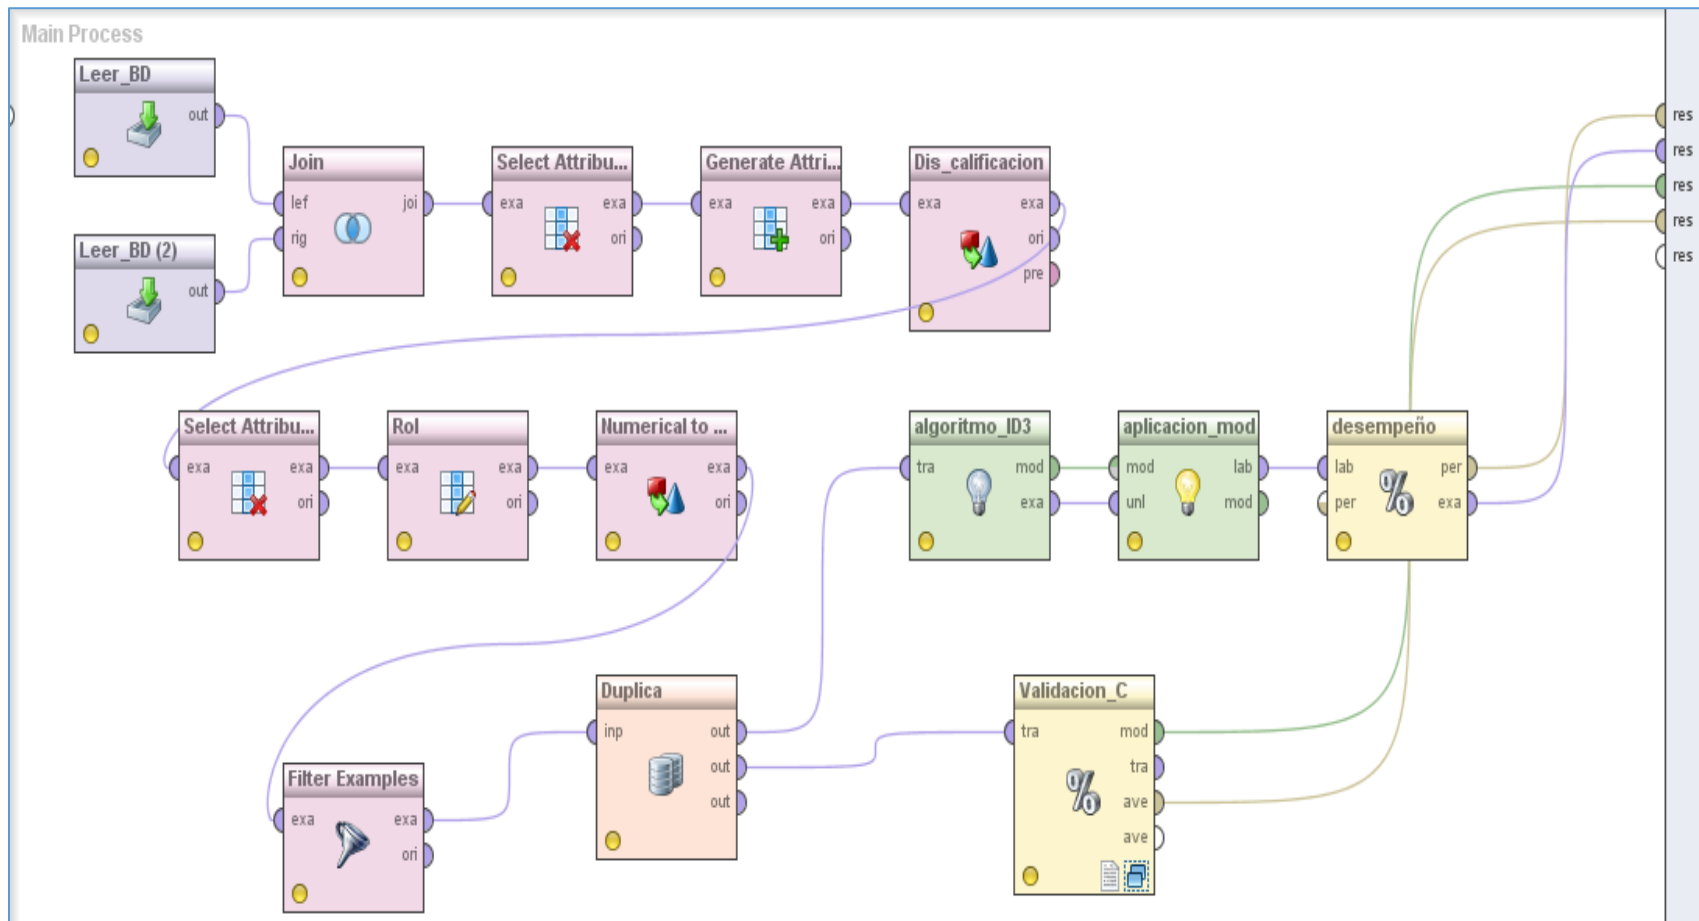 Main Process
Leer_BD
out
Leer_BD (2)
out
Join
lef
joi
rig
Select Attribu...
exa
exa
ori
Generate Attri...
exa
exa
ori
Dis_calificacion
exa
exa
ori
pre
res
res
res
res
res
Select Attribu...
exa
exa
ori
Rol
exa
exa
ori
Numerical to ...
exa
exa
ori
algoritmo_ID3
tra
mod
exa
aplicacion_mod
mod
lab
unl
mod
desempeño
lab
per
per
exa
Filter Examples
exa
exa
ori
Duplica
inp
out
out
out
Validacion_C
tra
mod
tra
ave
ave